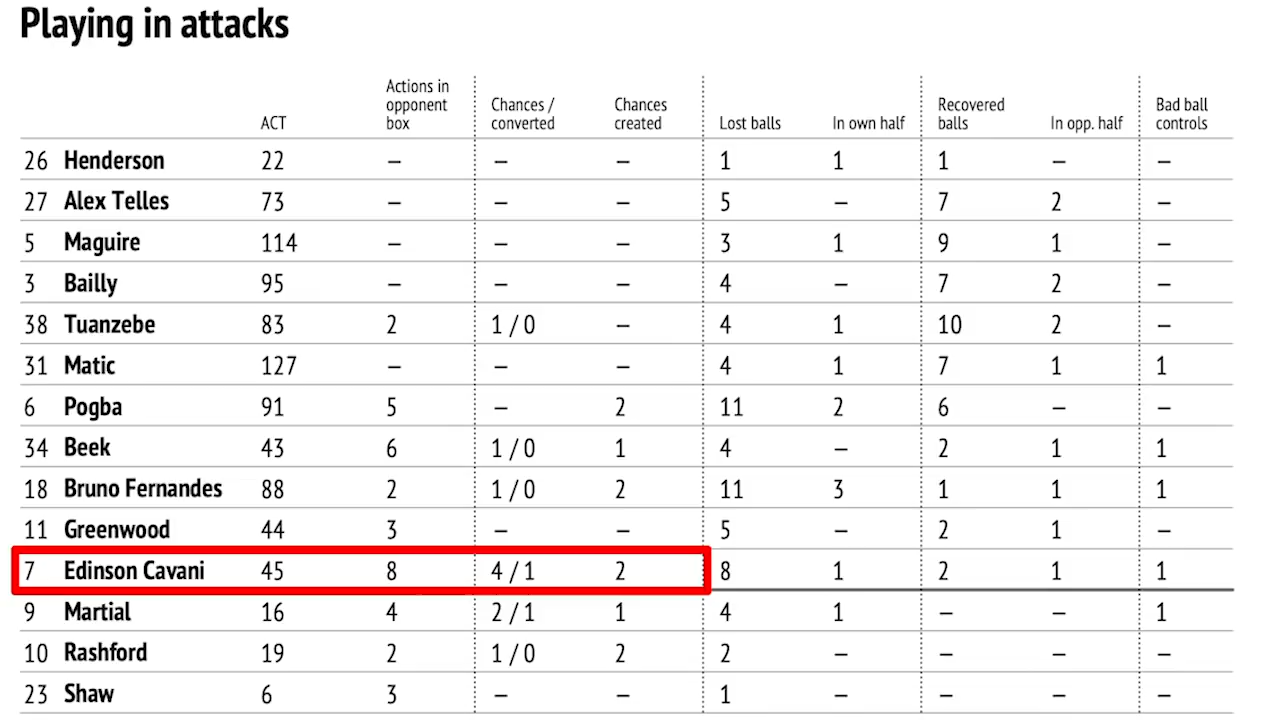 Playing in attacks
ACT Actions in opponent box Chances / converted Chances created Lost balls In own half Recovered balls In opp. half Bad ball controls
26 Henderson 22 – – – 1 1 1 – –
27 Alex Telles 73 – – – 5 – 7 2 –
5 Maguire 114 – – – 3 1 9 1 –
3 Bailly 95 – – – 4 – 7 2 –
38 Tuanzebe 83 2 1 / 0 – 4 1 10 2 –
31 Matic 127 – – – 4 1 7 1 1
6 Pogba 91 5 – 2 11 2 6 – –
34 Beek 43 6 1 / 0 1 4 – 2 1 1
18 Bruno Fernandes 88 2 1 / 0 2 11 3 1 1 1
11 Greenwood 44 3 – – 5 – 2 1 –
7 Edinson Cavani 45 8 4 / 1 2 8 1 2 1 1
9 Martial 16 4 2 / 1 1 4 1 – – 1
10 Rashford 19 2 1 / 0 2 2 – – – –
23 Shaw 6 3 – – 1 – – – –